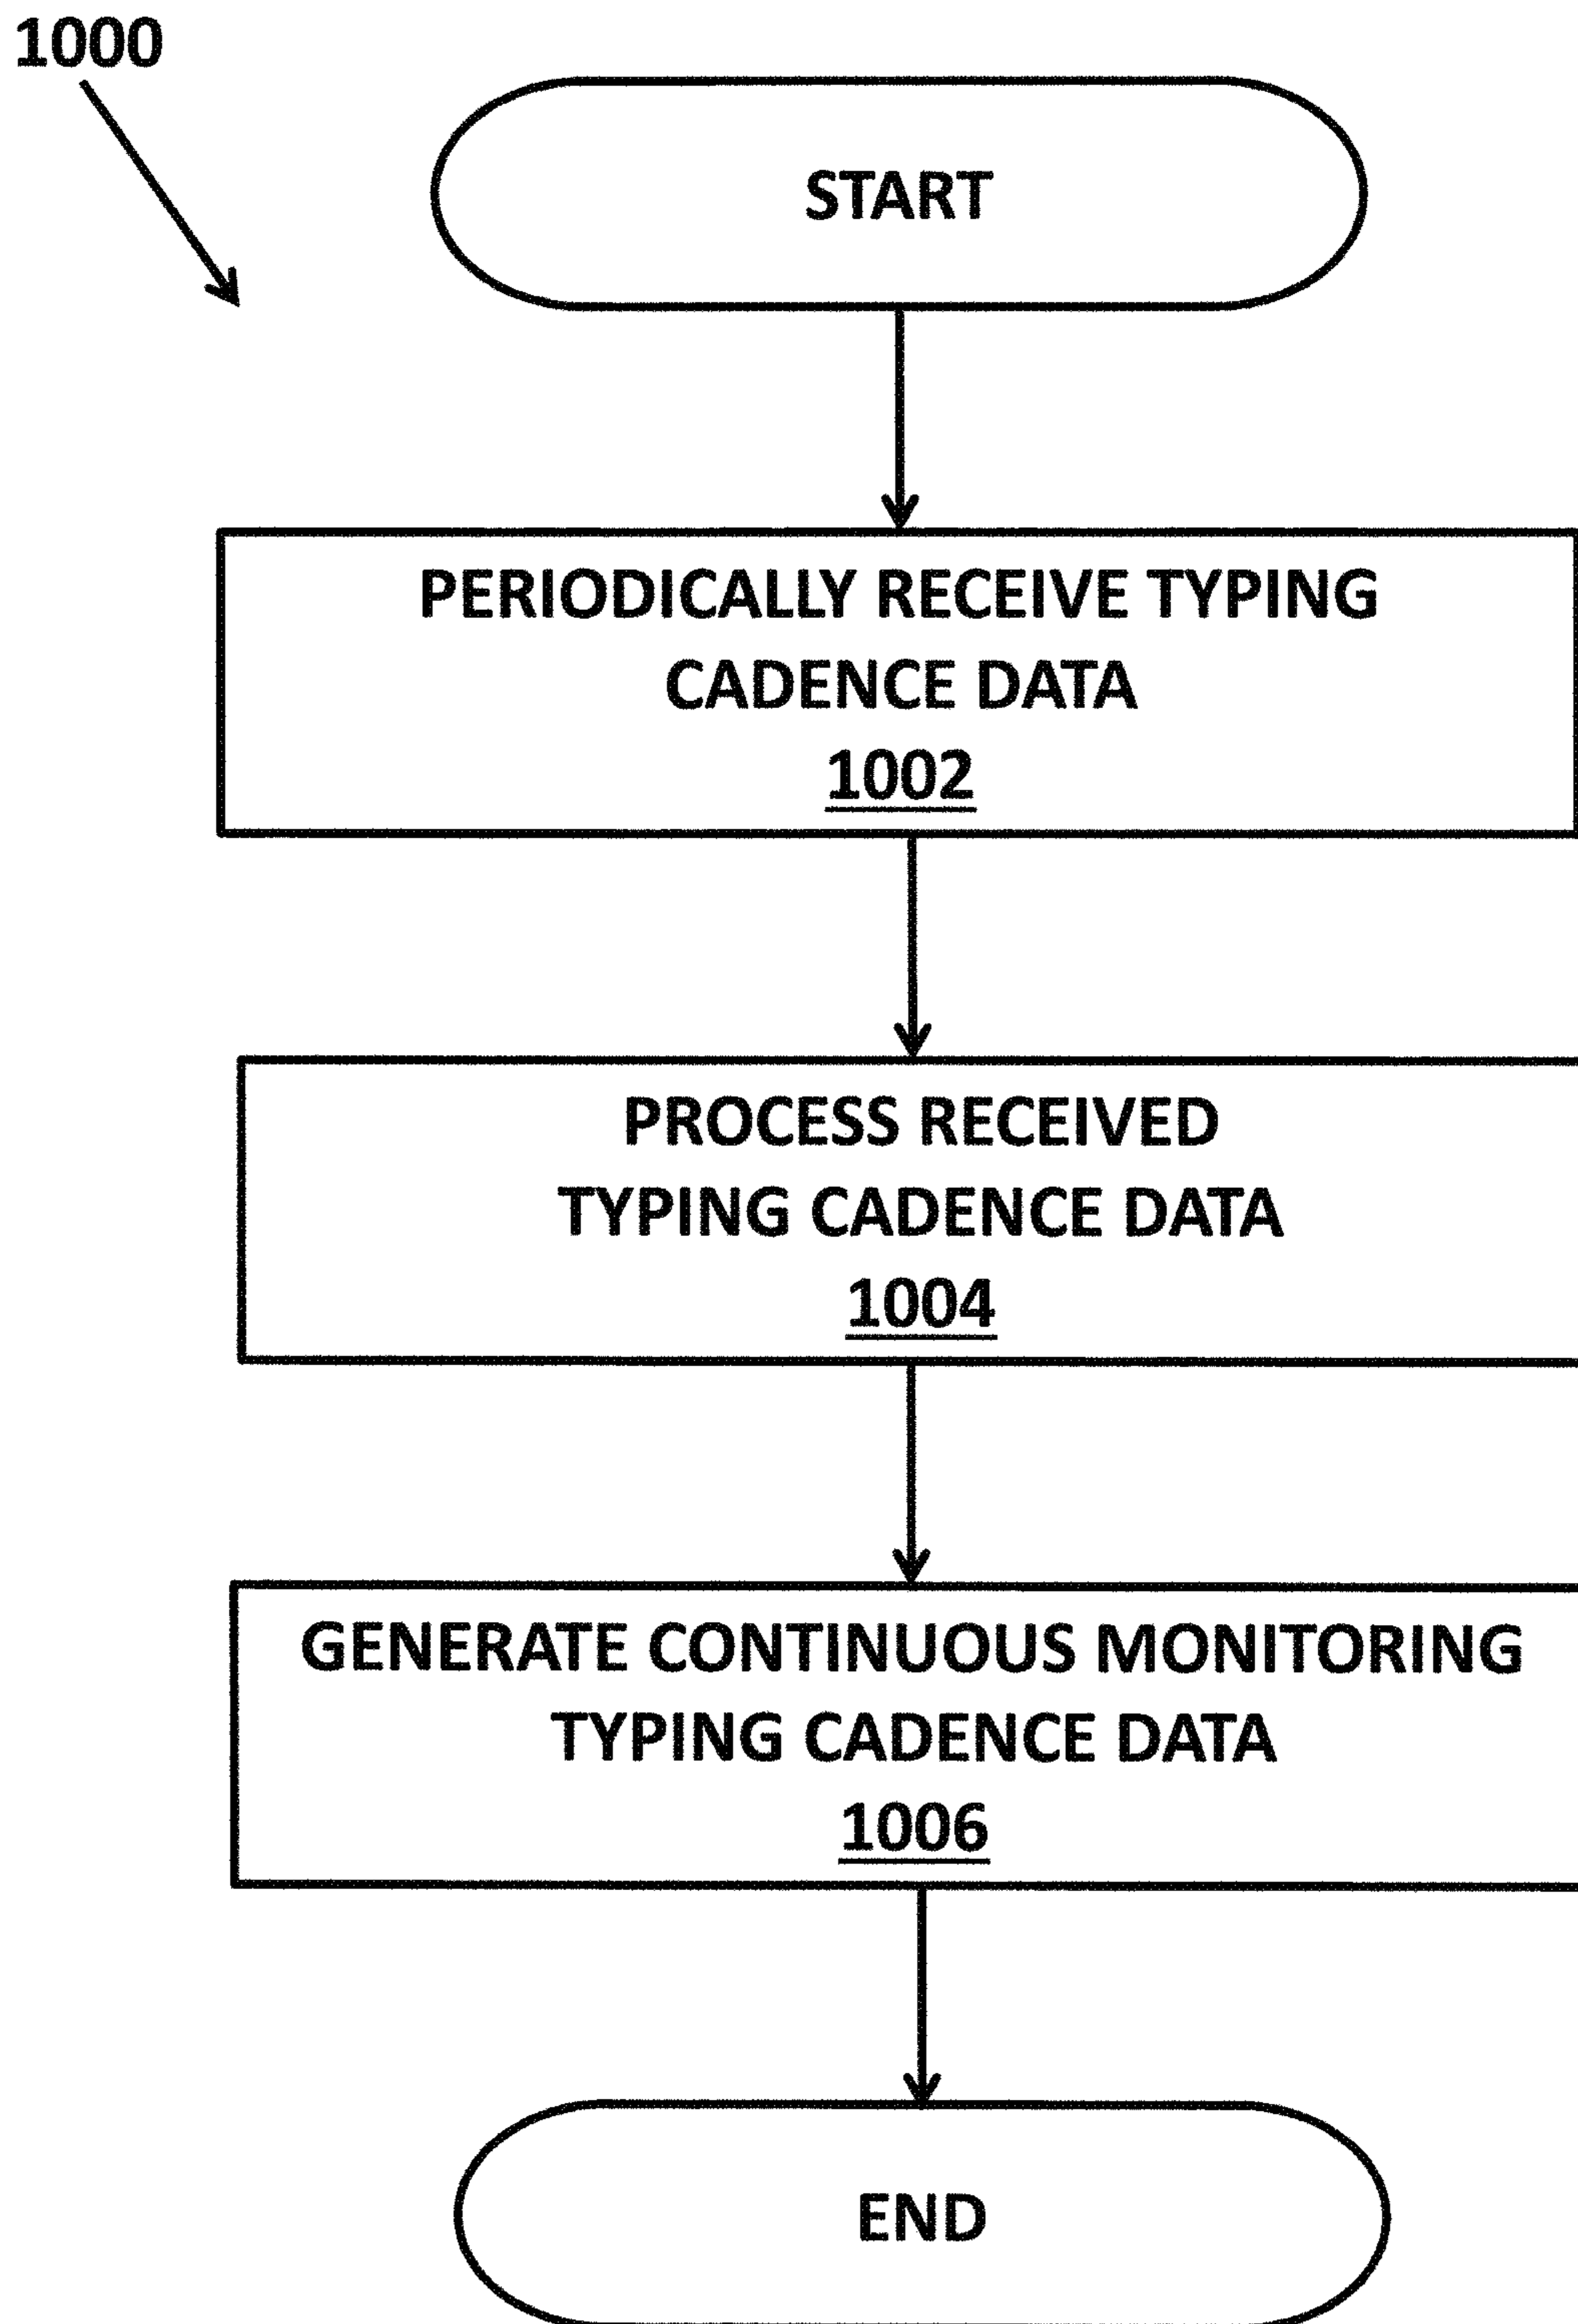 1000
START
PERIODICALLY RECEIVE TYPING
CADENCE DATA
1002
PROCESS RECEIVED
TYPING CADENCE DATA
1004
GENERATE CONTINUOUS MONITORING
TYPING CADENCE DATA
1006
END